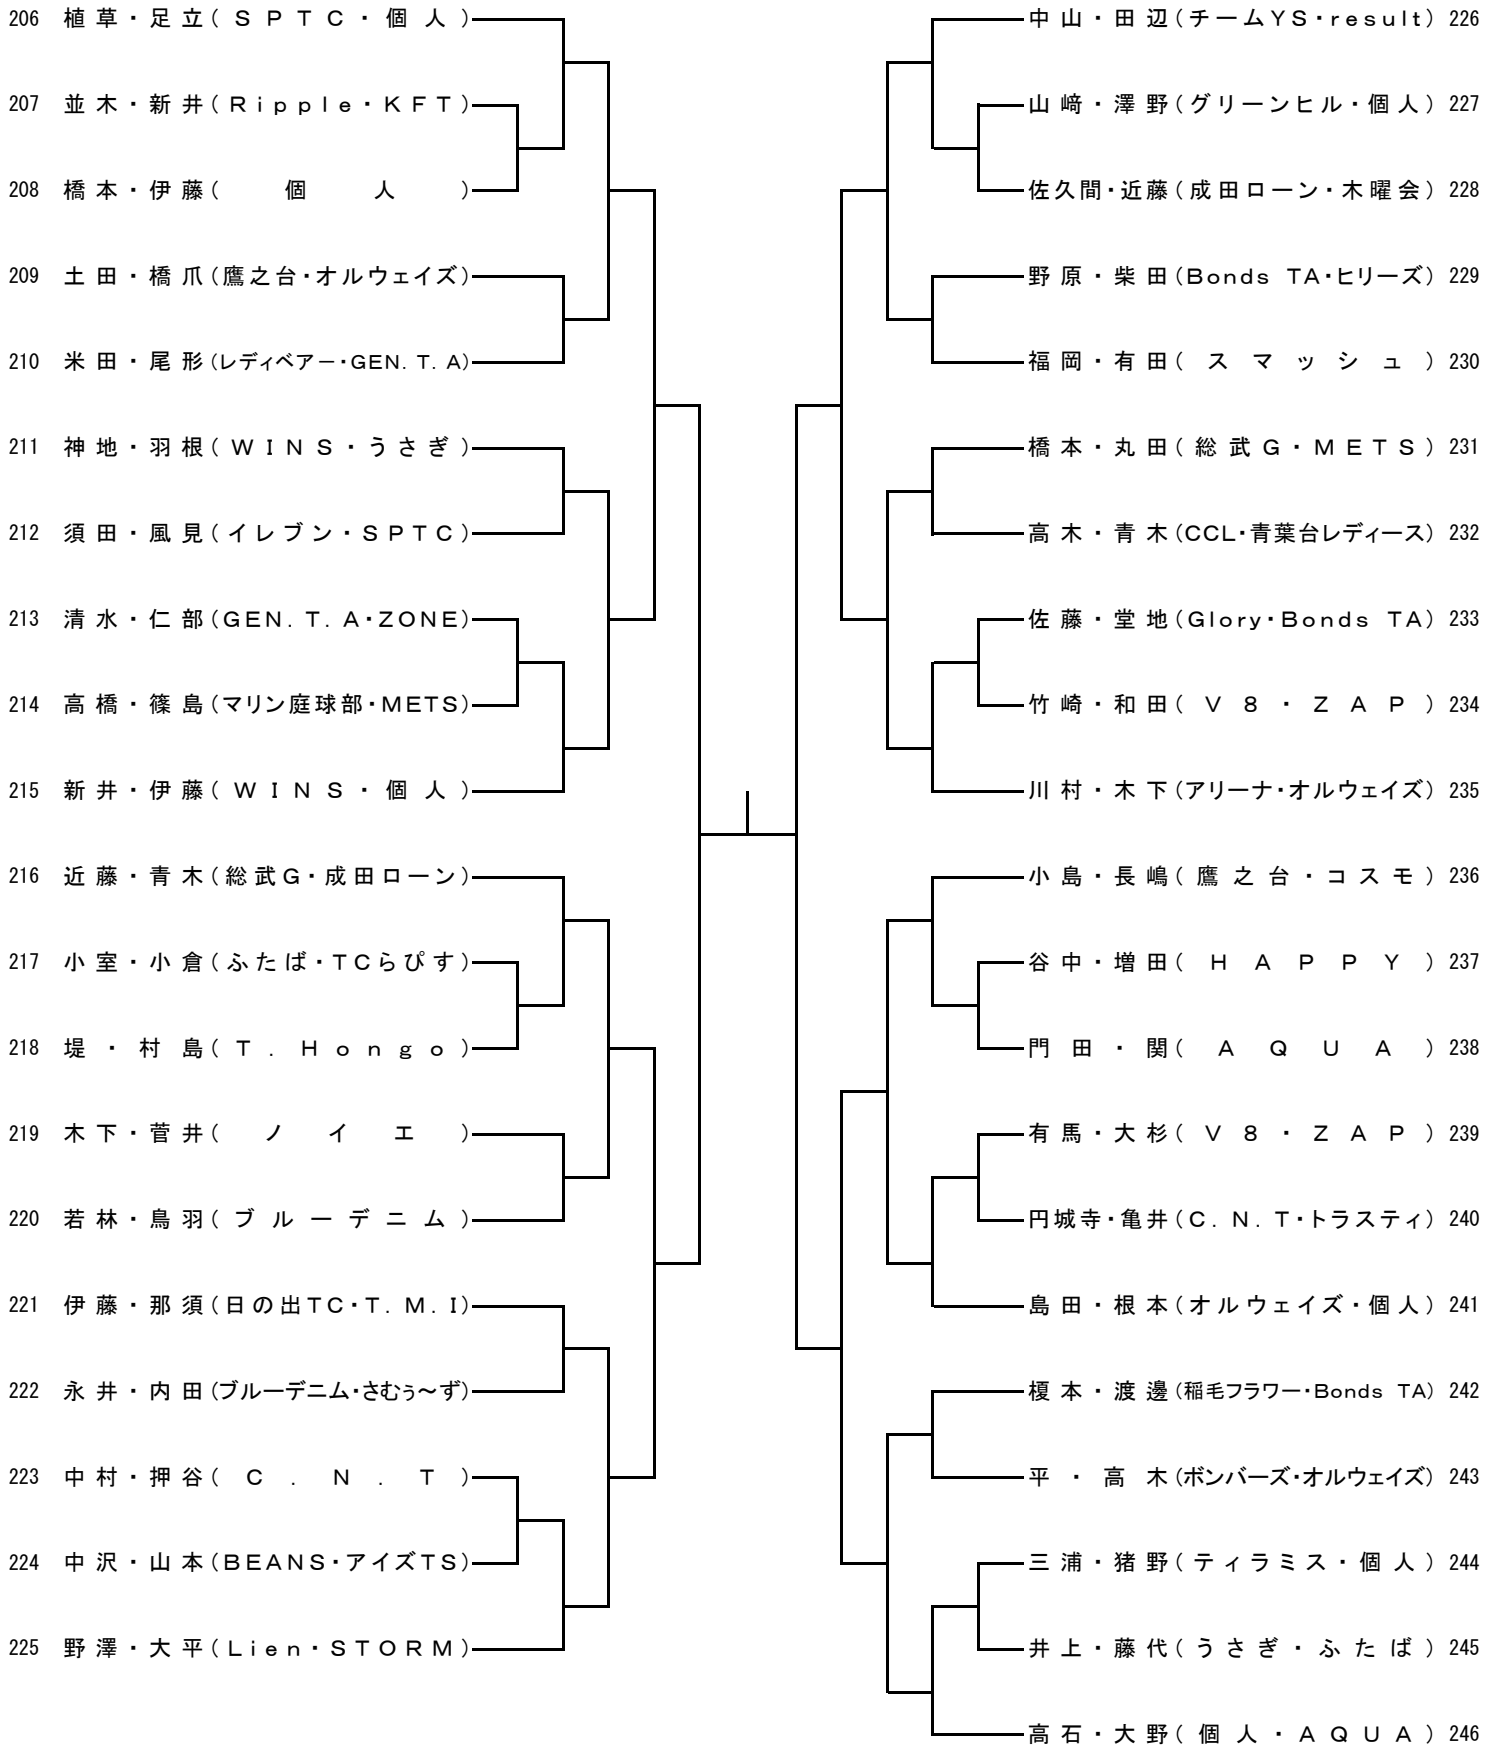 206 植草・足立(SPTC・個人)
207 並木・新井(Ripple・KFT)
208 橋本・伊藤(個人)
209 土田・橋爪(鷹之台・オルウェイズ)
210 米田・尾形(レディベアー・GEN.T.A)
211 神地・羽根(WINS・うさぎ)
212 須田・風見(イレブン・SPTC)
213 清水・仁部(GEN.T.A・ZONE)
214 高橋・篠島(マリン庭球部・METS)
215 新井・伊藤(WINS・個人)
216 近藤・青木(総武G・成田ローン)
217 小室・小倉(ふたば・TCらぴす)
218 堤・村島(T.Hongo)
219 木下・菅井(ノイエ)
220 若林・鳥羽(ブルーデニム)
221 伊藤・那須(日の出TC・T.M.I)
222 永井・内田(ブルーデニム・さむぅ～ず)
223 中村・押谷(C.N.T)
224 中沢・山本(BEANS・アイズTS)
225 野澤・大平(Lien・STORM)
中山・田辺(チームYS・result) 226
山﨑・澤野(グリーンヒル・個人) 227
佐久間・近藤(成田ローン・木曜会) 228
野原・柴田(Bonds TA・ヒリーズ) 229
福岡・有田(スマッシュ) 230
橋本・丸田(総武G・METS) 231
高木・青木(CCL・青葉台レディース) 232
佐藤・堂地(Glory・Bonds TA) 233
竹崎・和田(V8・ZAP) 234
川村・木下(アリーナ・オルウェイズ) 235
小島・長嶋(鷹之台・コスモ) 236
谷中・増田(HAPPY) 237
門田・関(AQUA) 238
有馬・大杉(V8・ZAP) 239
円城寺・亀井(C.N.T・トラスティ) 240
島田・根本(オルウェイズ・個人) 241
榎本・渡邊(稲毛フラワー・Bonds TA) 242
平・高木(ボンバーズ・オルウェイズ) 243
三浦・猪野(ティラミス・個人) 244
井上・藤代(うさぎ・ふたば) 245
高石・大野(個人・AQUA) 246